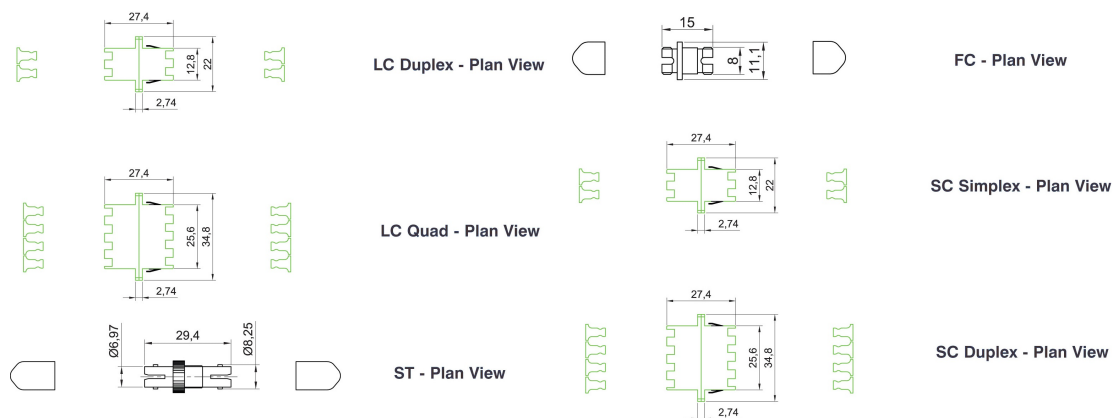 27,4
12,8
22
2,74
LC Duplex - Plan View
15
8
11,1
FC - Plan View
27,4
12,8
22
2,74
SC Simplex - Plan View
27,4
25,6
34,8
2,74
LC Quad - Plan View
27,4
25,6
34,8
2,74
SC Duplex - Plan View
Ø6,97
29,4
Ø8,25
ST - Plan View